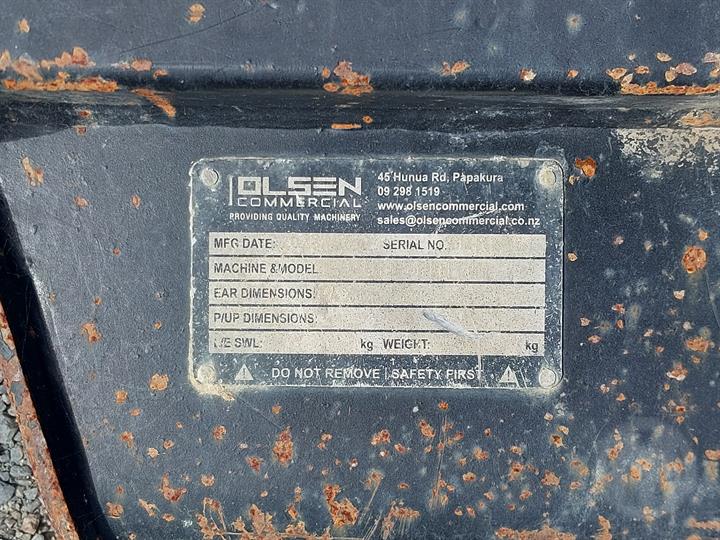 OLSEN
COMMERCIAL
PROVIDING QUALITY MACHINERY
45 Hunua Rd, Papakura
09 298 1519
www.olsencommercial.com
sales@olsencommercial.co.nz
MFG DATE: SERIAL NO.
MACHINE & MODEL
EAR DIMENSIONS:
P/UP DIMENSIONS:
SWL: kg WEIGHT: kg
DO NOT REMOVE | SAFETY FIRST